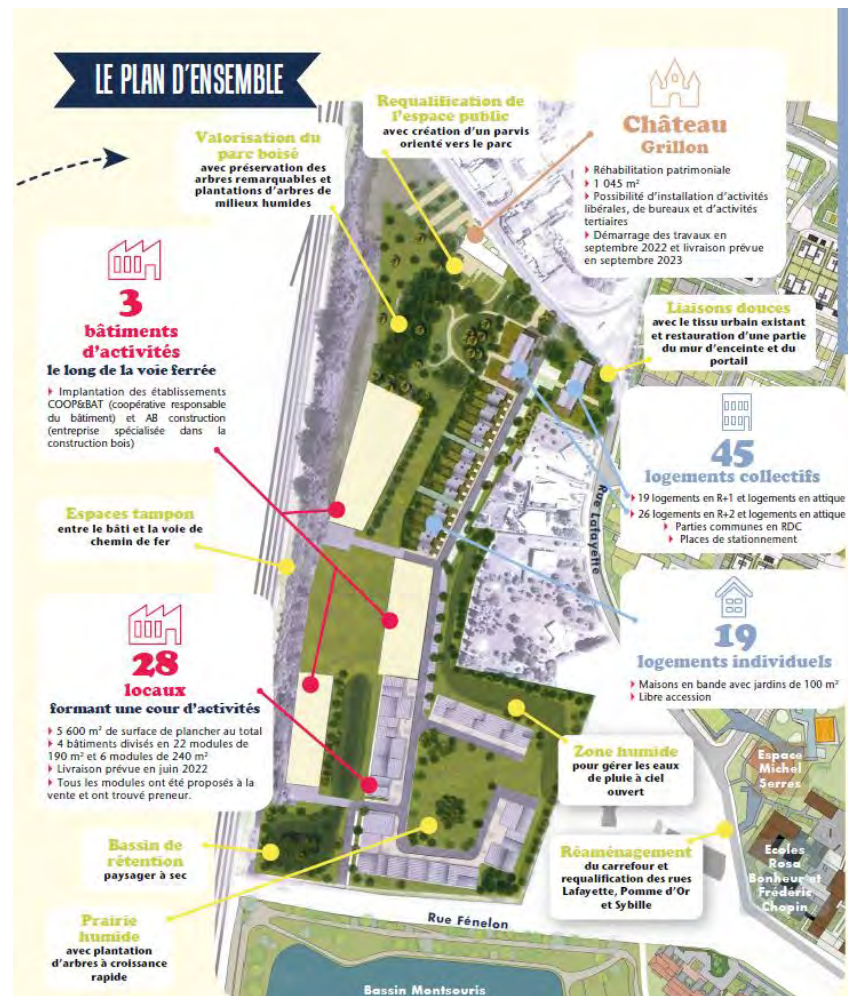 LE PLAN D'ENSEMBLE
Requalification de
l'espace public
avec création d'un parvis
orienté vers le parc
Château
Grillon
Réhabilitation patrimoniale
1 045 m²
Possibilité d'installation d'activités
libérales, de bureaux et d'activités
tertiaires
Démarrage des travaux en
septembre 2022 et livraison prévue
en septembre 2023
Valorisation du
parc boisé
avec préservation des
arbres remarquables et
plantations d'arbres de
milieux humides
3
bâtiments
d'activités
le long de la voie ferrée
Implantation des établissements
COOP&BAT (coopérative responsable
du bâtiment) et AB construction
(entreprise spécialisée dans la
construction bois)
Liaisons douces
avec le tissu urbain existant
et restauration d'une partie
du mur d'enceinte et du
portail
45
logements collectifs
19 logements en R+1 et logements en attique
26 logements en R+2 et logements en attique
Parties communes en RDC
Places de stationnement
Rue Lafayette
Espaces tampon
entre le bâti et la voie de
chemin de fer
19
logements individuels
Maisons en bande avec jardins de 100 m²
Libre accession
28
locaux
formant une cour d'activités
5 600 m² de surface de plancher au total
4 bâtiments divisés en 22 modules de
190 m² et 6 modules de 240 m²
Livraison prévue en juin 2022
Tous les modules ont été proposés à la
vente et ont trouvé preneur.
Zone humide
pour gérer les eaux
de pluie à ciel
ouvert
Espace
Michel
Serres
Bassin de
rétention
paysager à sec
Réaménagement
du carrefour et
requalification des rues
Lafayette, Pomme d'Or
et Sybille
Ecoles
Rosa
Bonheur et
Frédéric
Chopin
Prairie
humide
avec plantation
d'arbres à croissance
rapide
Rue Fénelon
Bassin Montsouris